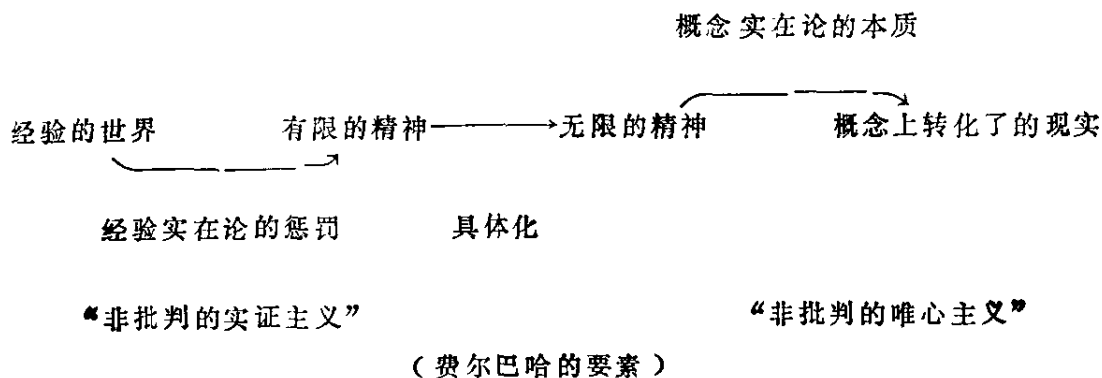 概念实在论的本质
经验的世界 有限的精神 无限的精神 概念上转化了的现实
经验实在论的惩罚 具体化
“非批判的实证主义” “非批判的唯心主义”
（费尔巴哈的要素）